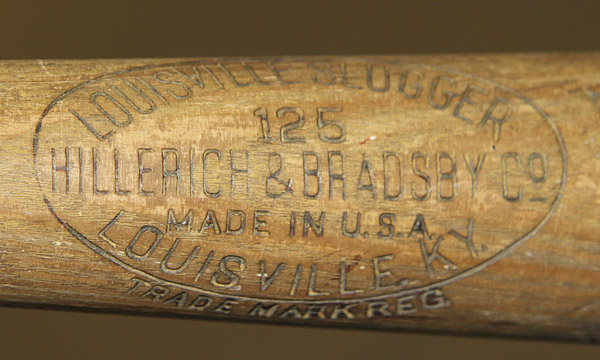 LOUISVILLE SLUGGER
125
HILLERICH & BRADSBY Co
MADE IN U.S.A.
LOUISVILLE, KY.
TRADE MARK REG.